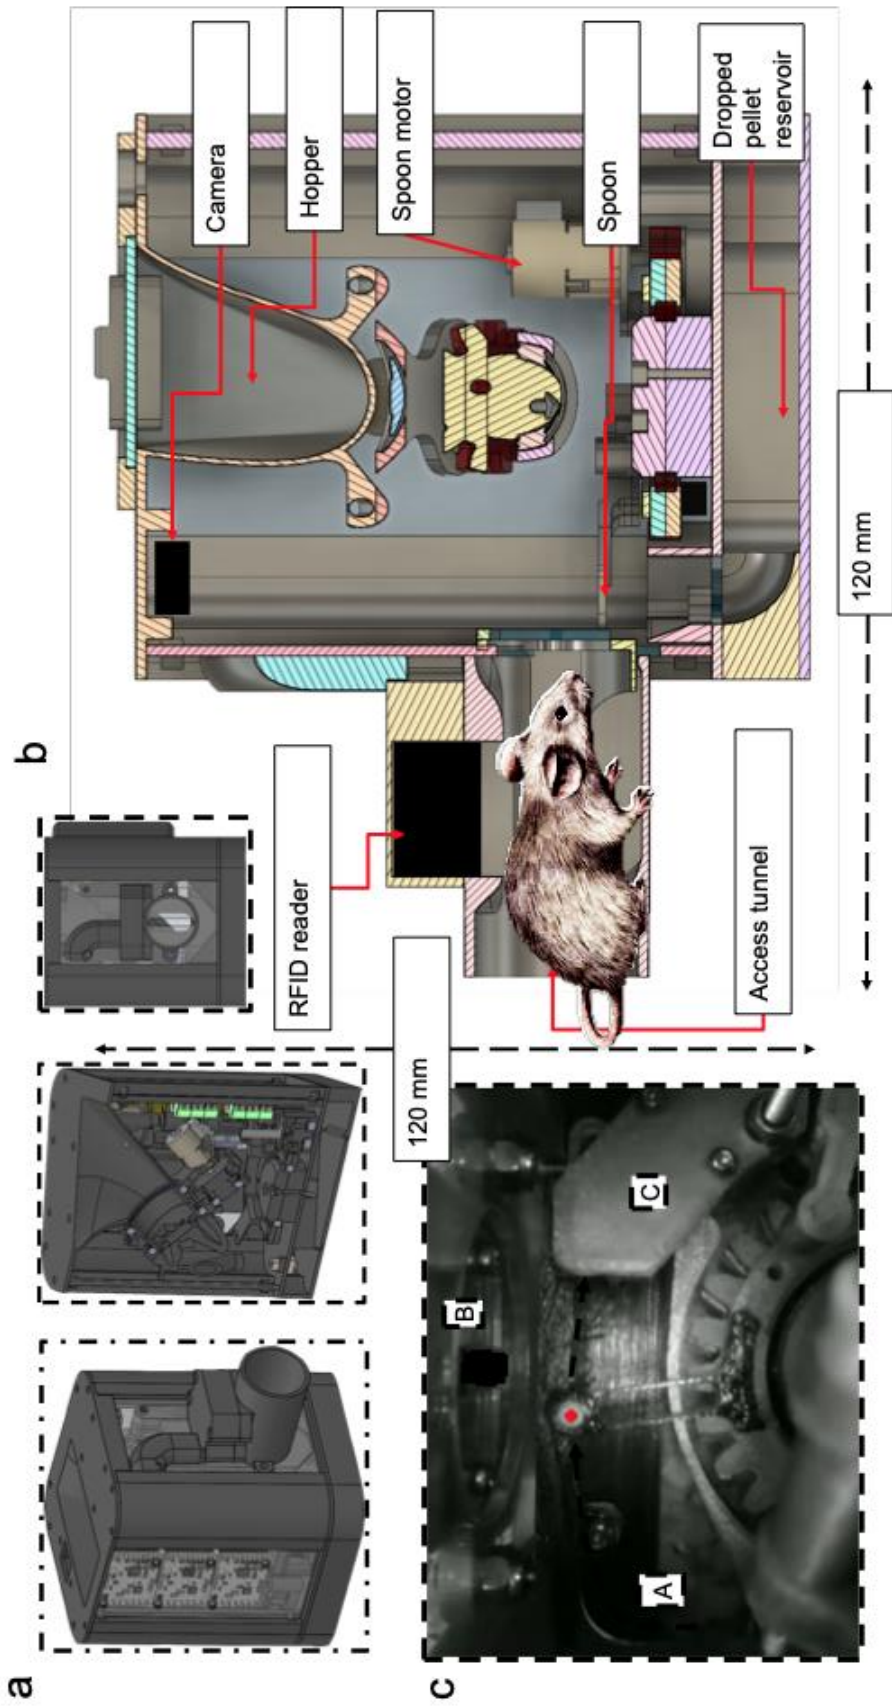 a
b
Camera
Hopper
Spoon motor
Spoon
Dropped
pellet
reservoir
RFID reader
Access tunnel
120 mm
120 mm
c
A
B
C